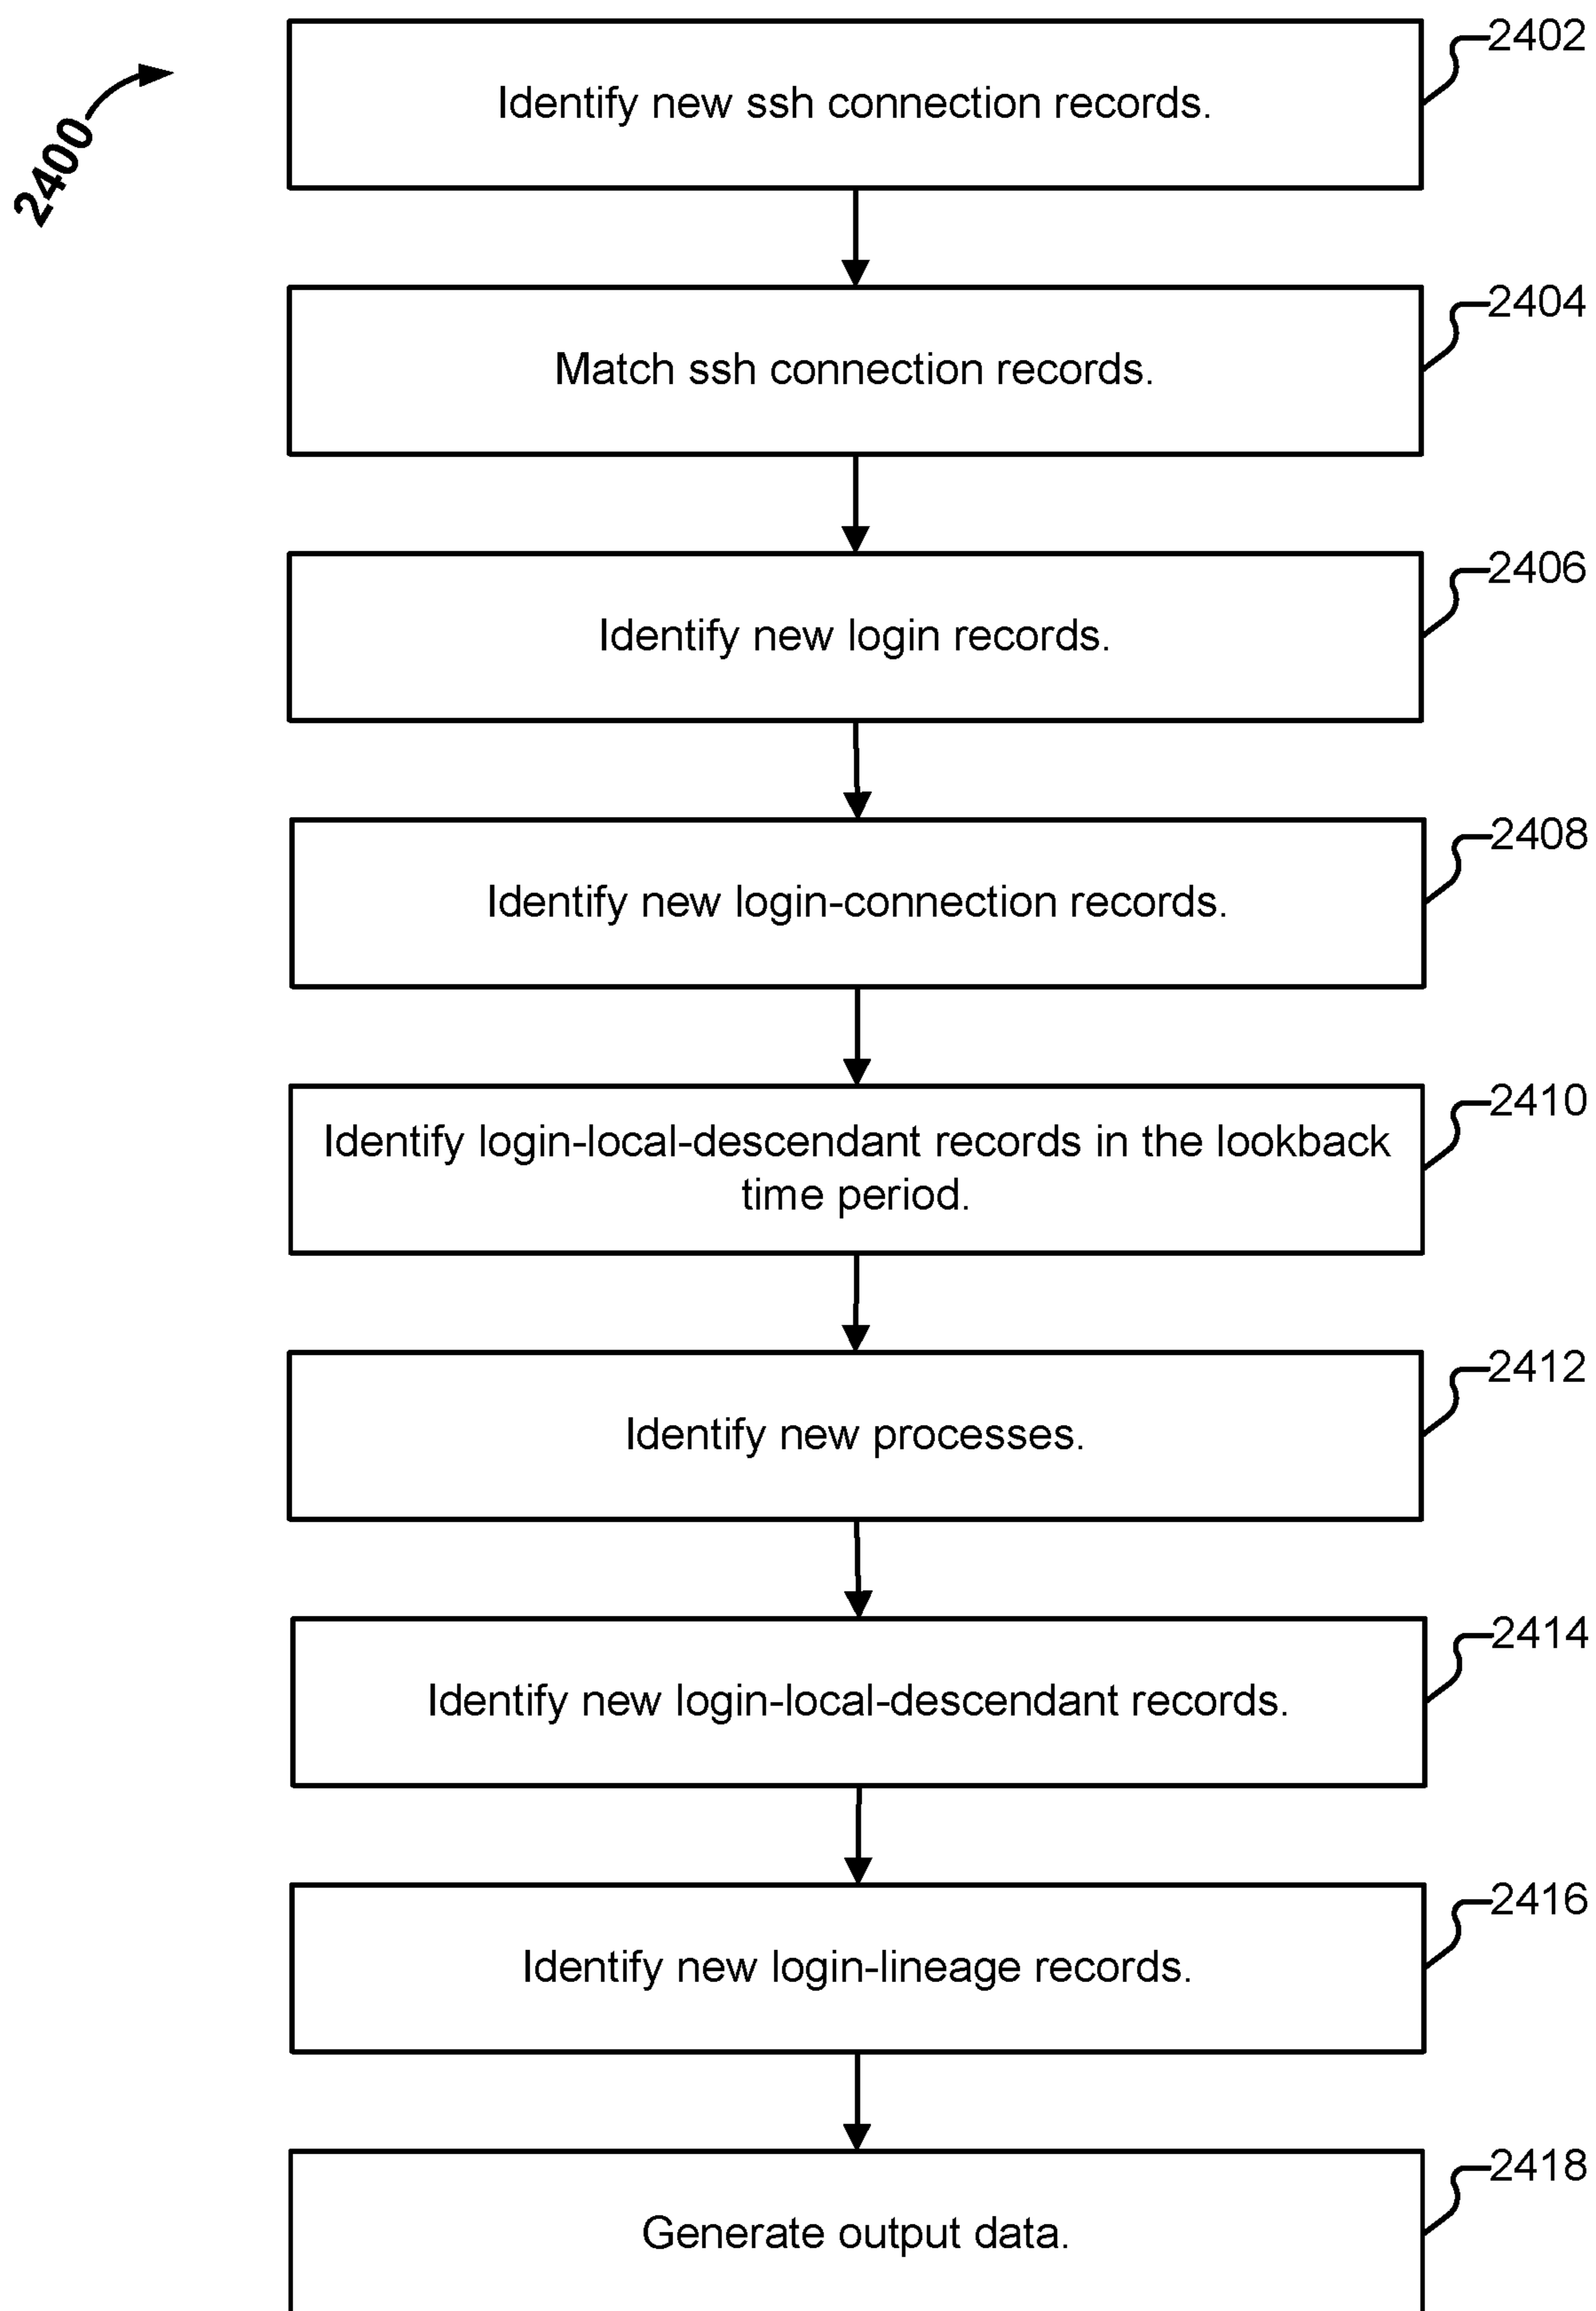 2400
Identify new ssh connection records.
2402
Match ssh connection records.
2404
Identify new login records.
2406
Identify new login-connection records.
2408
Identify login-local-descendant records in the lookback
time period.
2410
Identify new processes.
2412
Identify new login-local-descendant records.
2414
Identify new login-lineage records.
2416
Generate output data.
2418